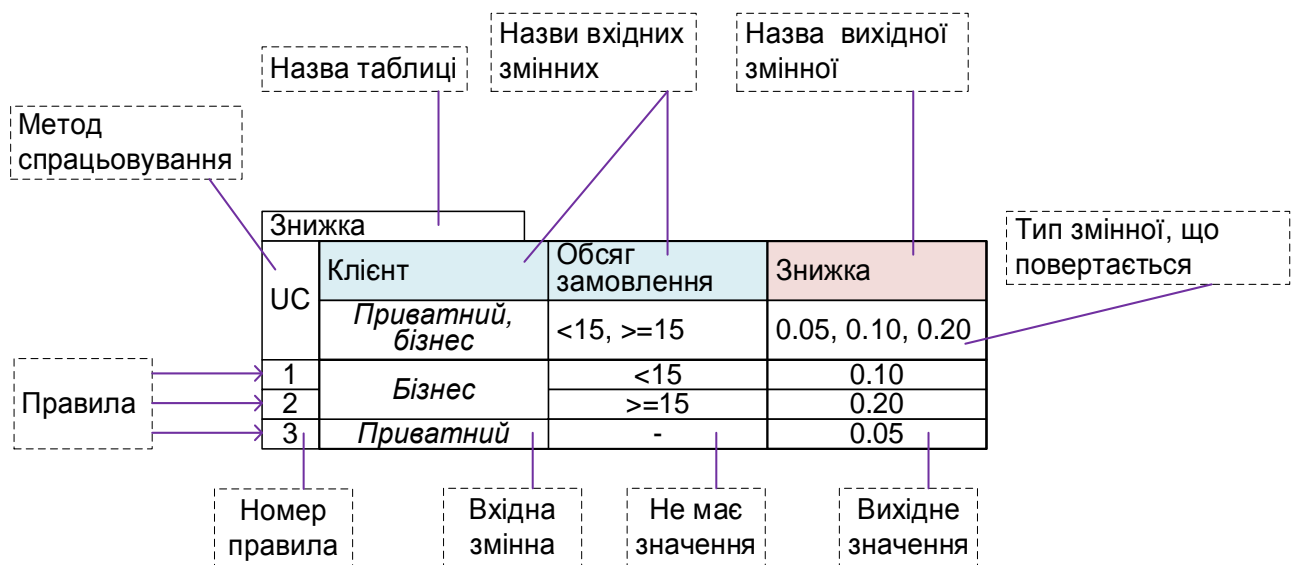 Назви вхідних
змінних
Назва вихідної
змінної
Назва таблиці
Метод
спрацьовування
Знижка
Тип змінної, що
повертається
UC
Клієнт
Обсяг
замовлення
Знижка
Приватний,
бізнес
<15, >=15
0.05, 0.10, 0.20
Правила
1
Бізнес
<15
0.10
2
>=15
0.20
3
Приватний
-
0.05
Номер
правила
Вхідна
змінна
Не має
значення
Вихідне
значення